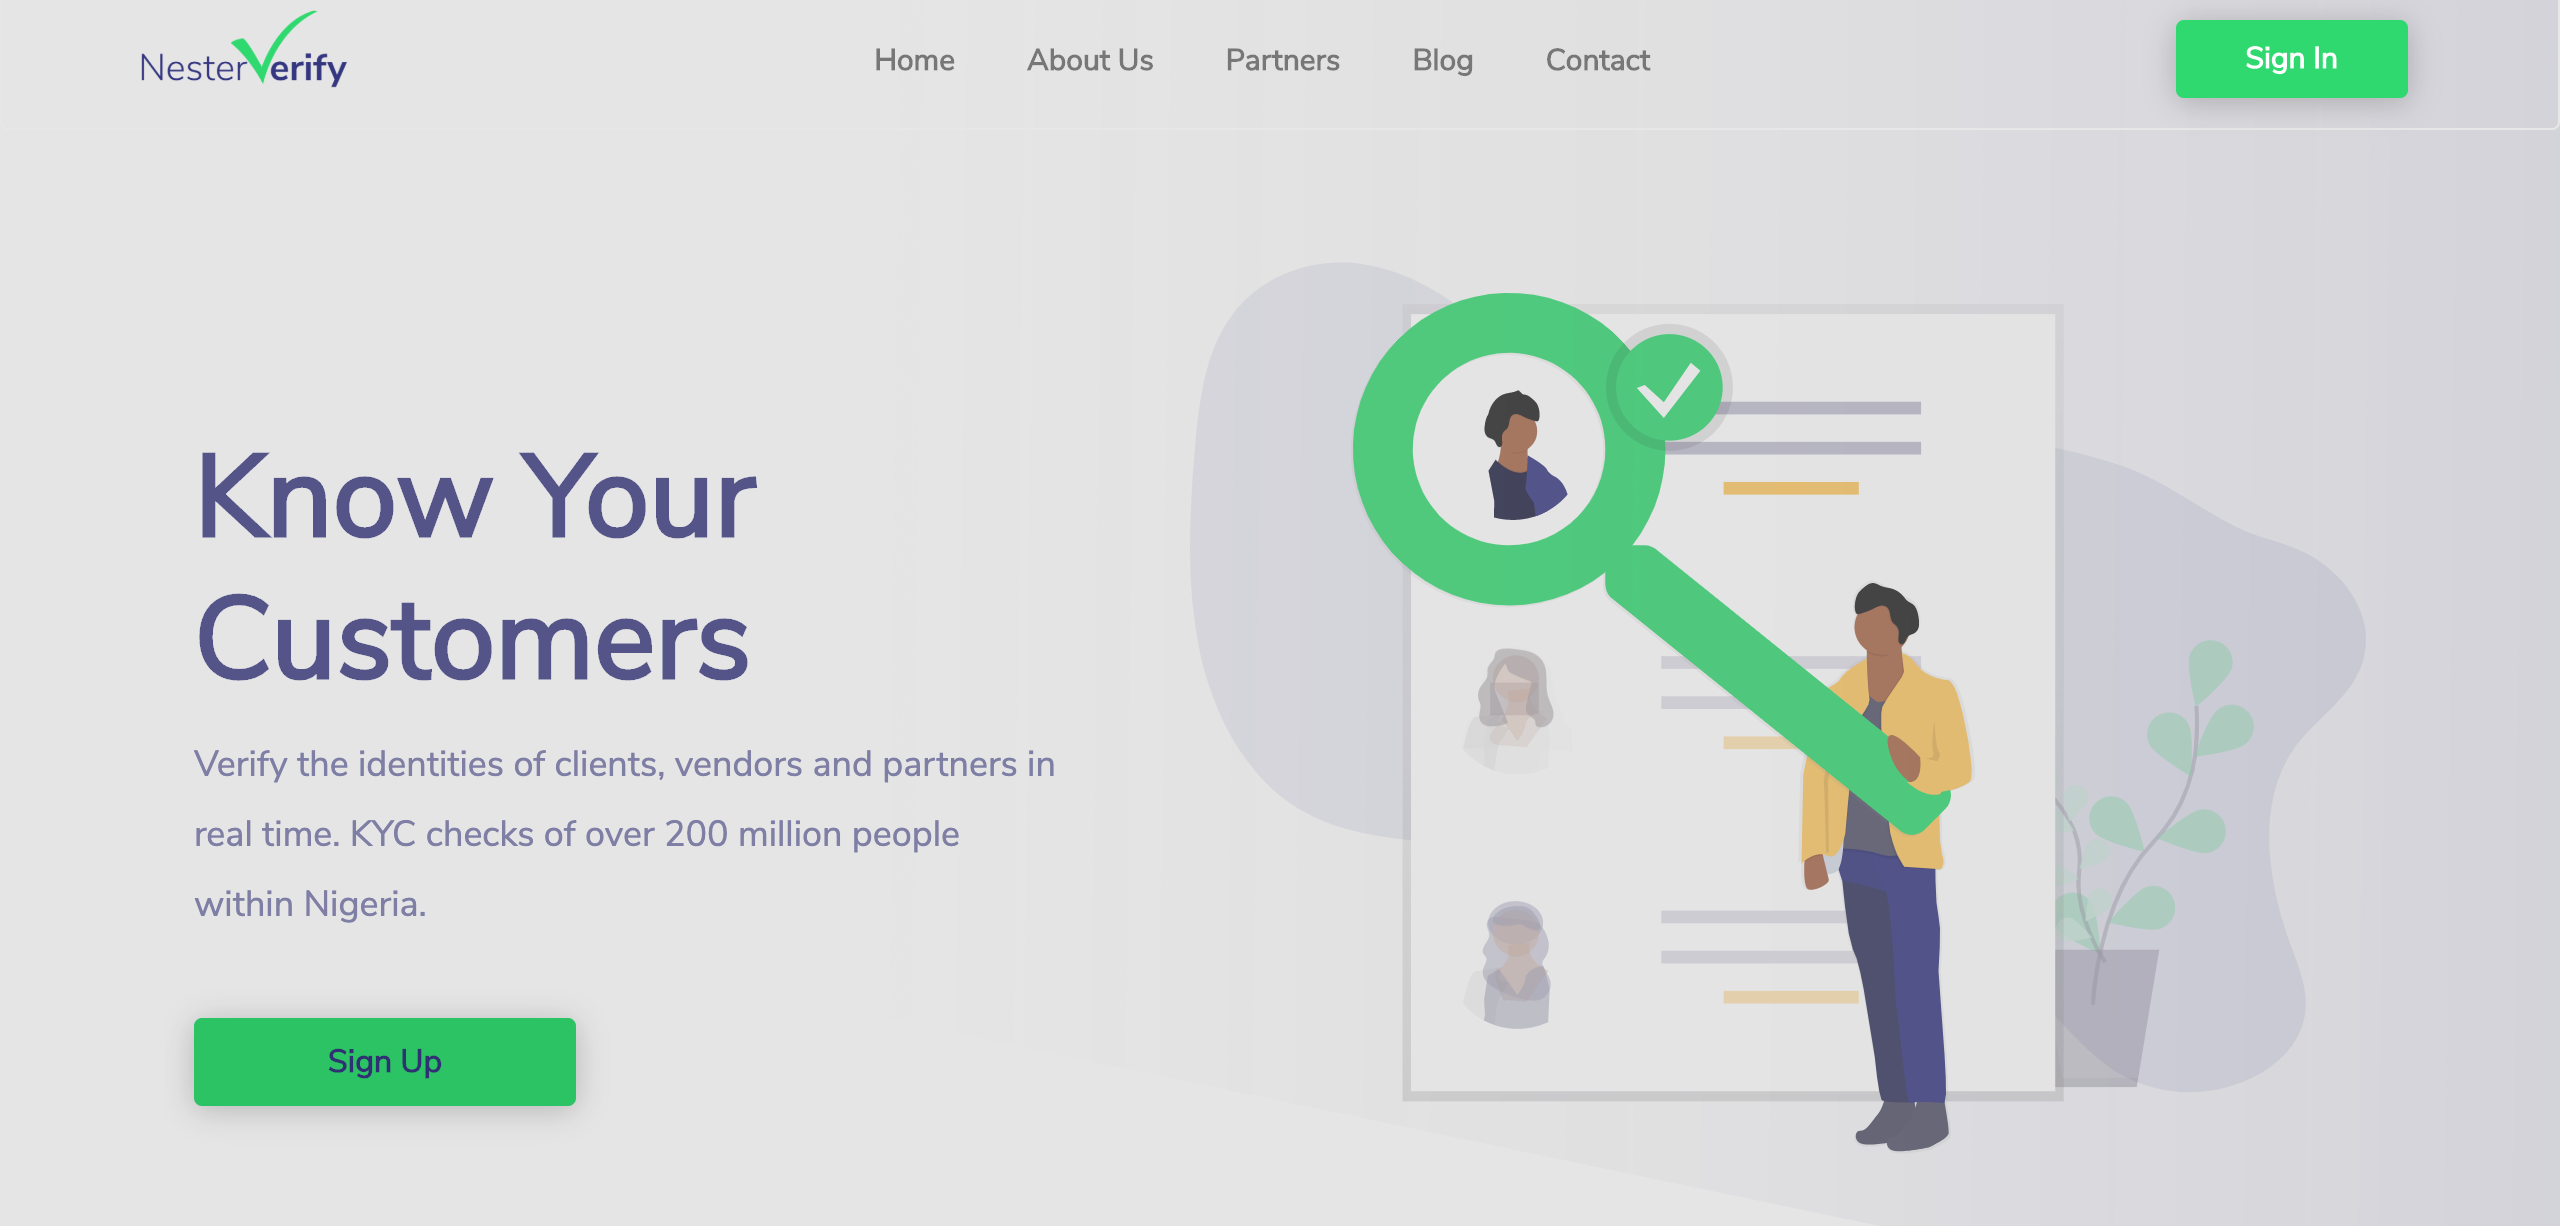 NesterVerify
Home
About Us
Partners
Blog
Contact
Sign In
Know Your
Customers
Verify the identities of clients, vendors and partners in
real time. KYC checks of over 200 million people
within Nigeria.
Sign Up